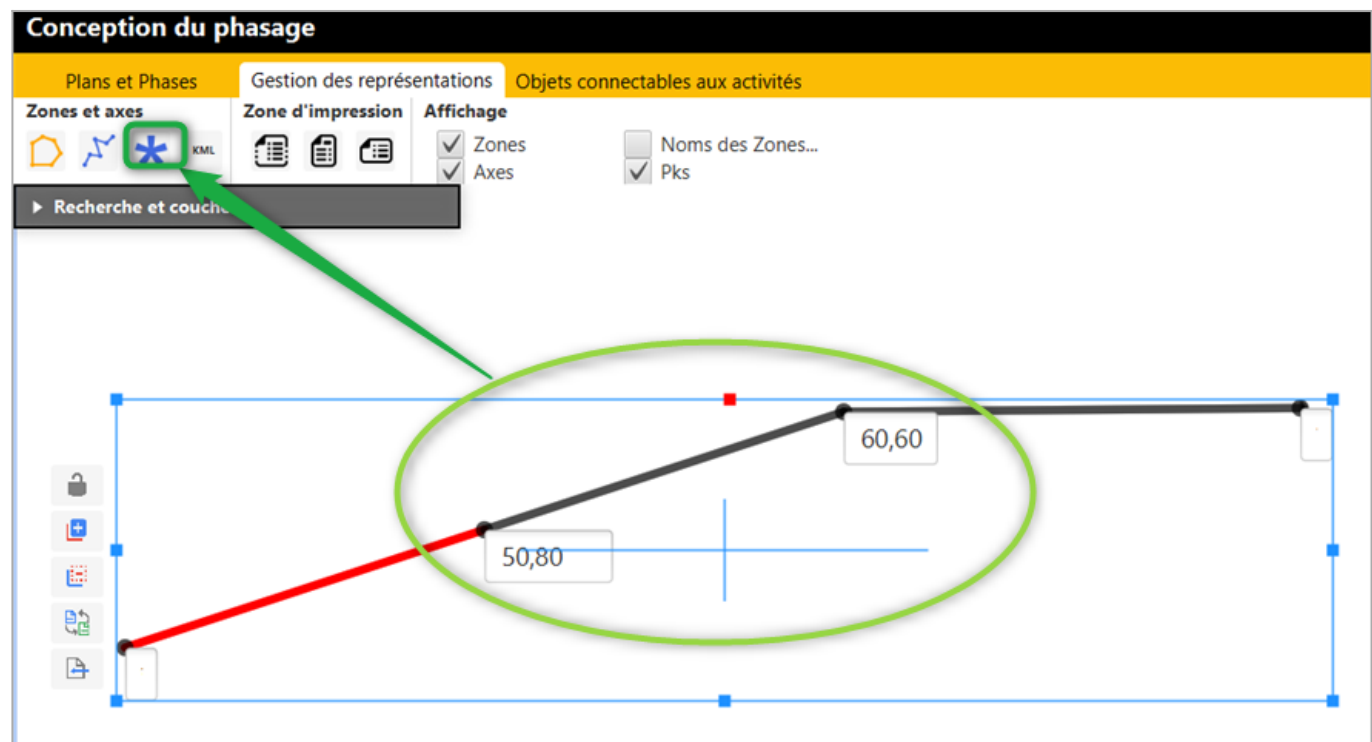 Conception du phasage
Plans et Phases Gestion des représentations Objets connectables aux activités
Zones et axes Zone d'impression Affichage
KML Zones Noms des Zones...
Axes Pks
Recherche et couche
60,60
50,80